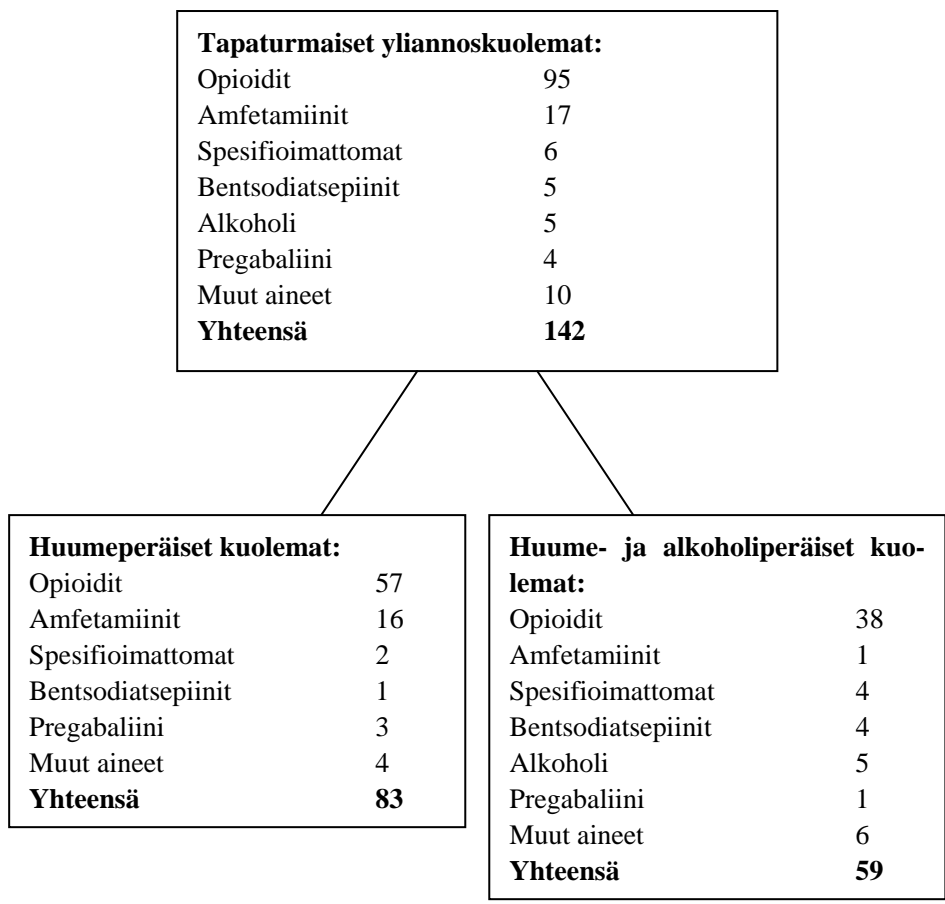 Tapaturmaiset yliannoskuolemat:
Opioidit 95
Amfetamiinit 17
Spesifioimattomat 6
Bentsodiatsepiinit 5
Alkoholi 5
Pregabaliini 4
Muut aineet 10
Yhteensä 142
Huumeperäiset kuolemat:
Opioidit 57
Amfetamiinit 16
Spesifioimattomat 2
Bentsodiatsepiinit 1
Pregabaliini 3
Muut aineet 4
Yhteensä 83
Huume- ja alkoholiperäiset kuo-
lemat:
Opioidit 38
Amfetamiinit 1
Spesifioimattomat 4
Bentsodiatsepiinit 4
Alkoholi 5
Pregabaliini 1
Muut aineet 6
Yhteensä 59